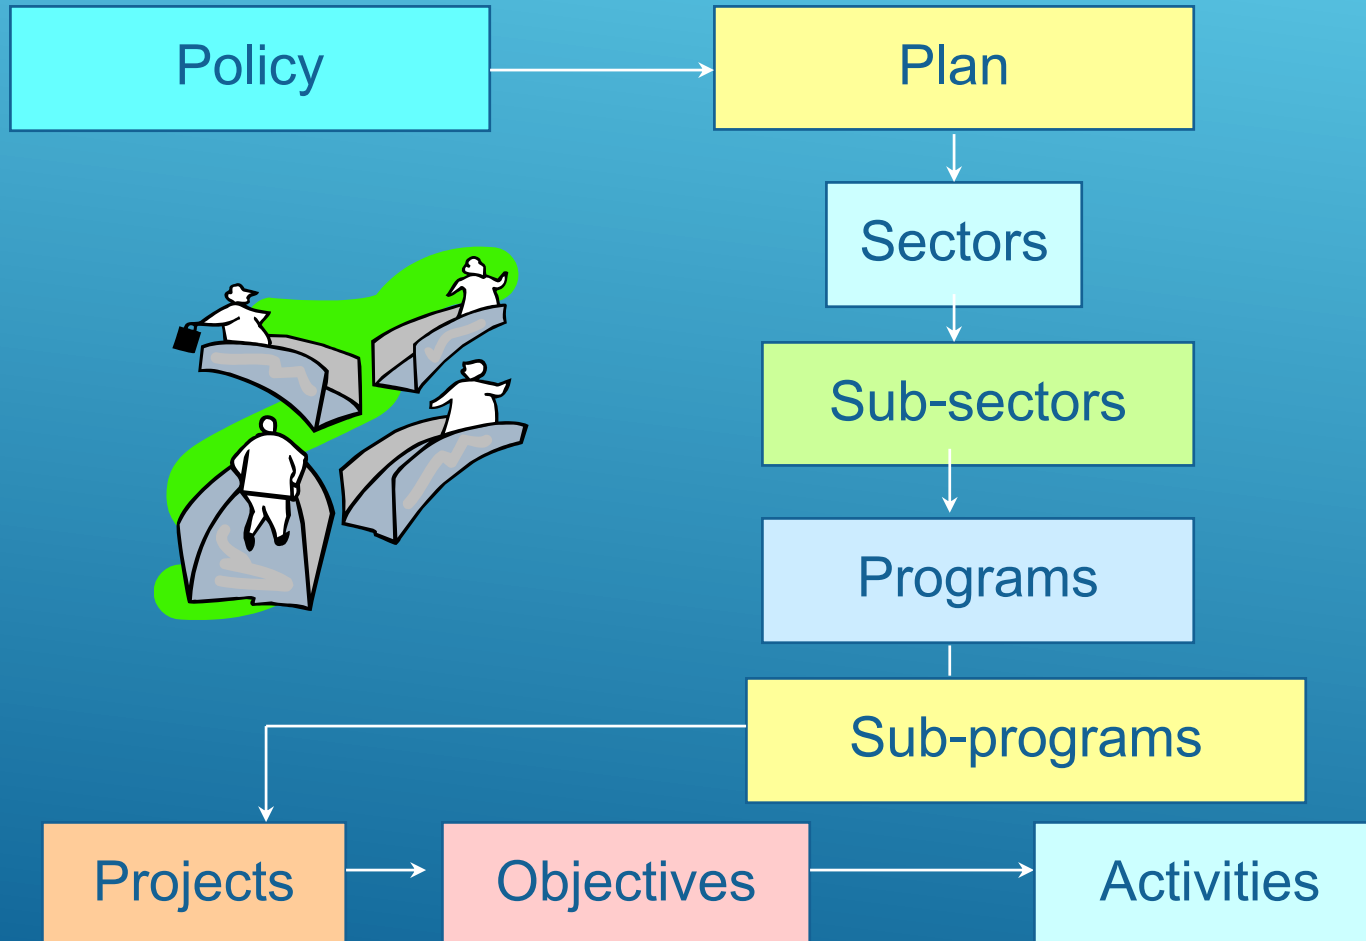 Policy
Plan
Sectors
Sub-sectors
Programs
Sub-programs
Projects
Objectives
Activities